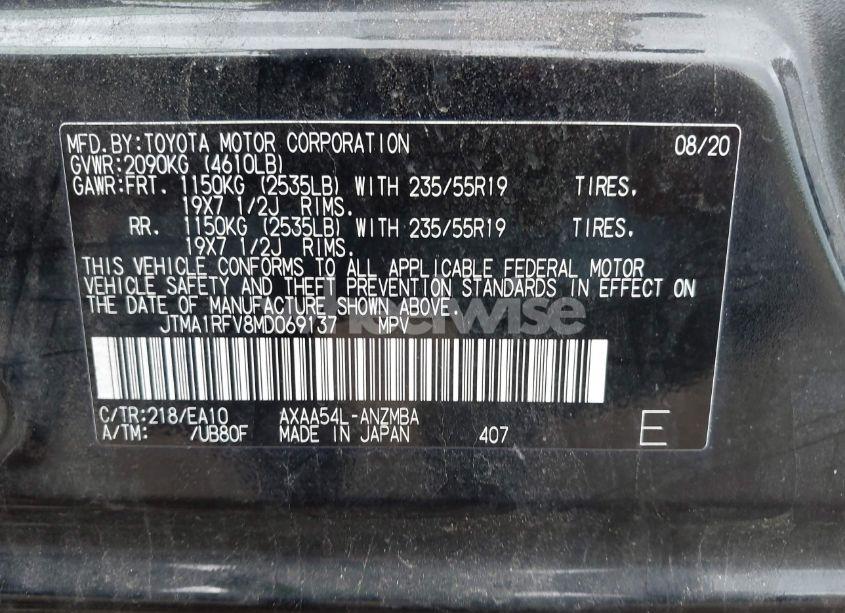 MFD.BY:TOYOTA MOTOR CORPORATION 08/20
GVWR:2090KG (4610LB)
GAWR:FRT. 1150KG (2535LB) WITH 235/55R19 TIRES,
19X7 1/2J RIMS.
RR. 1150KG (2535LB) WITH 235/55R19 TIRES,
19X7 1/2J RIMS.
THIS VEHICLE CONFORMS TO ALL APPLICABLE FEDERAL MOTOR
VEHICLE SAFETY AND THEFT PREVENTION STANDARDS IN EFFECT ON
THE DATE OF MANUFACTURE SHOWN ABOVE.
JTMA1RFV8MD069137 MPV
C/TR:218/EA10 AXAA54L-ANZMBA
A/TM: /UB80F MADE IN JAPAN 407 E